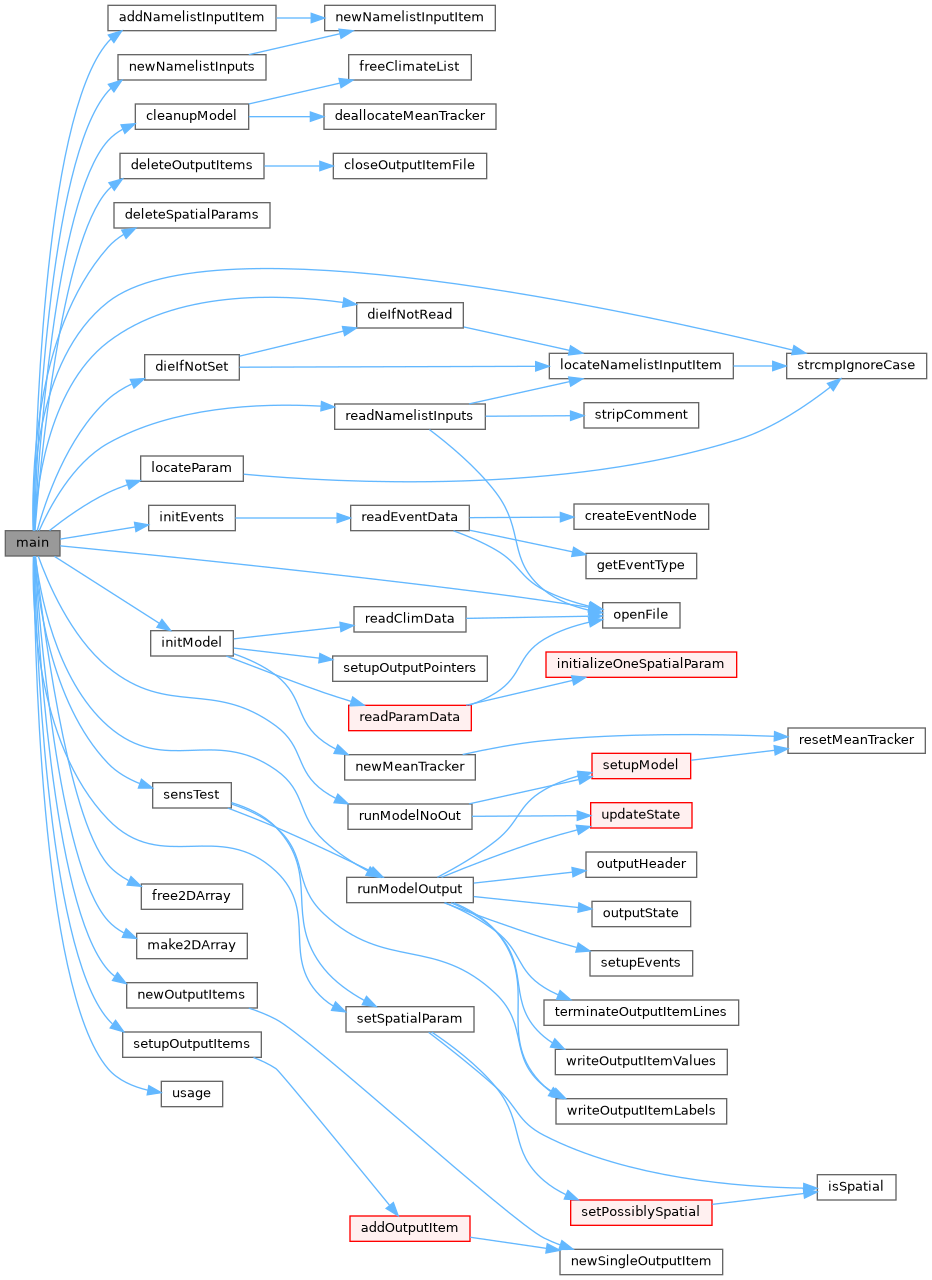 addNamelistInputItem
newNamelistInputItem
newNamelistInputs
freeClimateList
cleanupModel
deallocateMeanTracker
deleteOutputItems
closeOutputItemFile
deleteSpatialParams
dieIfNotRead
dieIfNotSet
locateNamelistInputItem
strcmpIgnoreCase
readNamelistInputs
stripComment
locateParam
initEvents
readEventData
createEventNode
main
getEventType
openFile
initModel
readClimData
setupOutputPointers
initializeOneSpatialParam
readParamData
newMeanTracker
resetMeanTracker
setupModel
sensTest
runModelNoOut
updateState
outputHeader
runModelOutput
free2DArray
outputState
make2DArray
setupEvents
newOutputItems
terminateOutputItemLines
setSpatialParam
setupOutputItems
writeOutputItemValues
usage
writeOutputItemLabels
isSpatial
setPossiblySpatial
addOutputItem
newSingleOutputItem